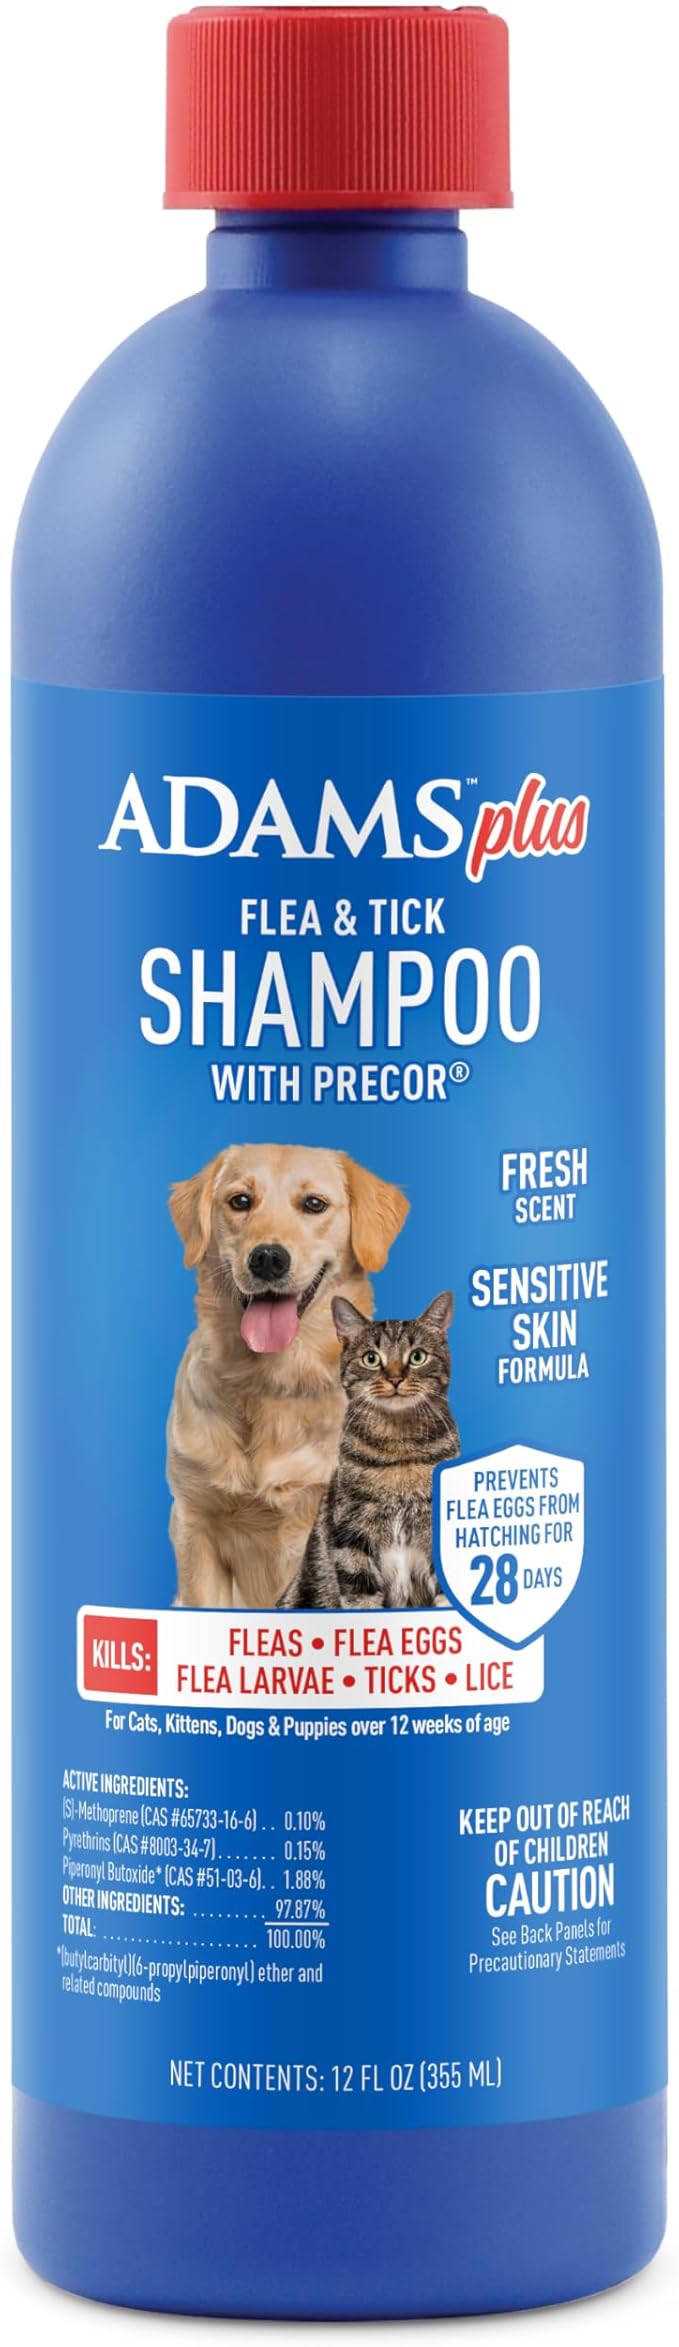 ADAMS™ plus
FLEA & TICK
SHAMPOO
WITH PRECOR®
FRESH
SCENT
SENSITIVE
SKIN
FORMULA
PREVENTS
FLEA EGGS FROM
HATCHING FOR
28 DAYS
KILLS:
FLEAS • FLEA EGGS
FLEA LARVAE • TICKS • LICE
For Cats, Kittens, Dogs & Puppies over 12 weeks of age
ACTIVE INGREDIENTS:
(S)-Methoprene (CAS #65733-16-6) . . 0.10%
Pyrethrins (CAS #8003-34-7). . . . . . . 0.15%
Piperonyl Butoxide* (CAS #51-03-6). . 1.88%
OTHER INGREDIENTS: . . . . . . . . . 97.87%
TOTAL: . . . . . . . . . . . . . . . . . . . . 100.00%
*(butylcarbityl)(6-propylpiperonyl) ether and
related compounds
KEEP OUT OF REACH
OF CHILDREN
CAUTION
See Back Panels for
Precautionary Statements
NET CONTENTS: 12 FL OZ (355 ML)